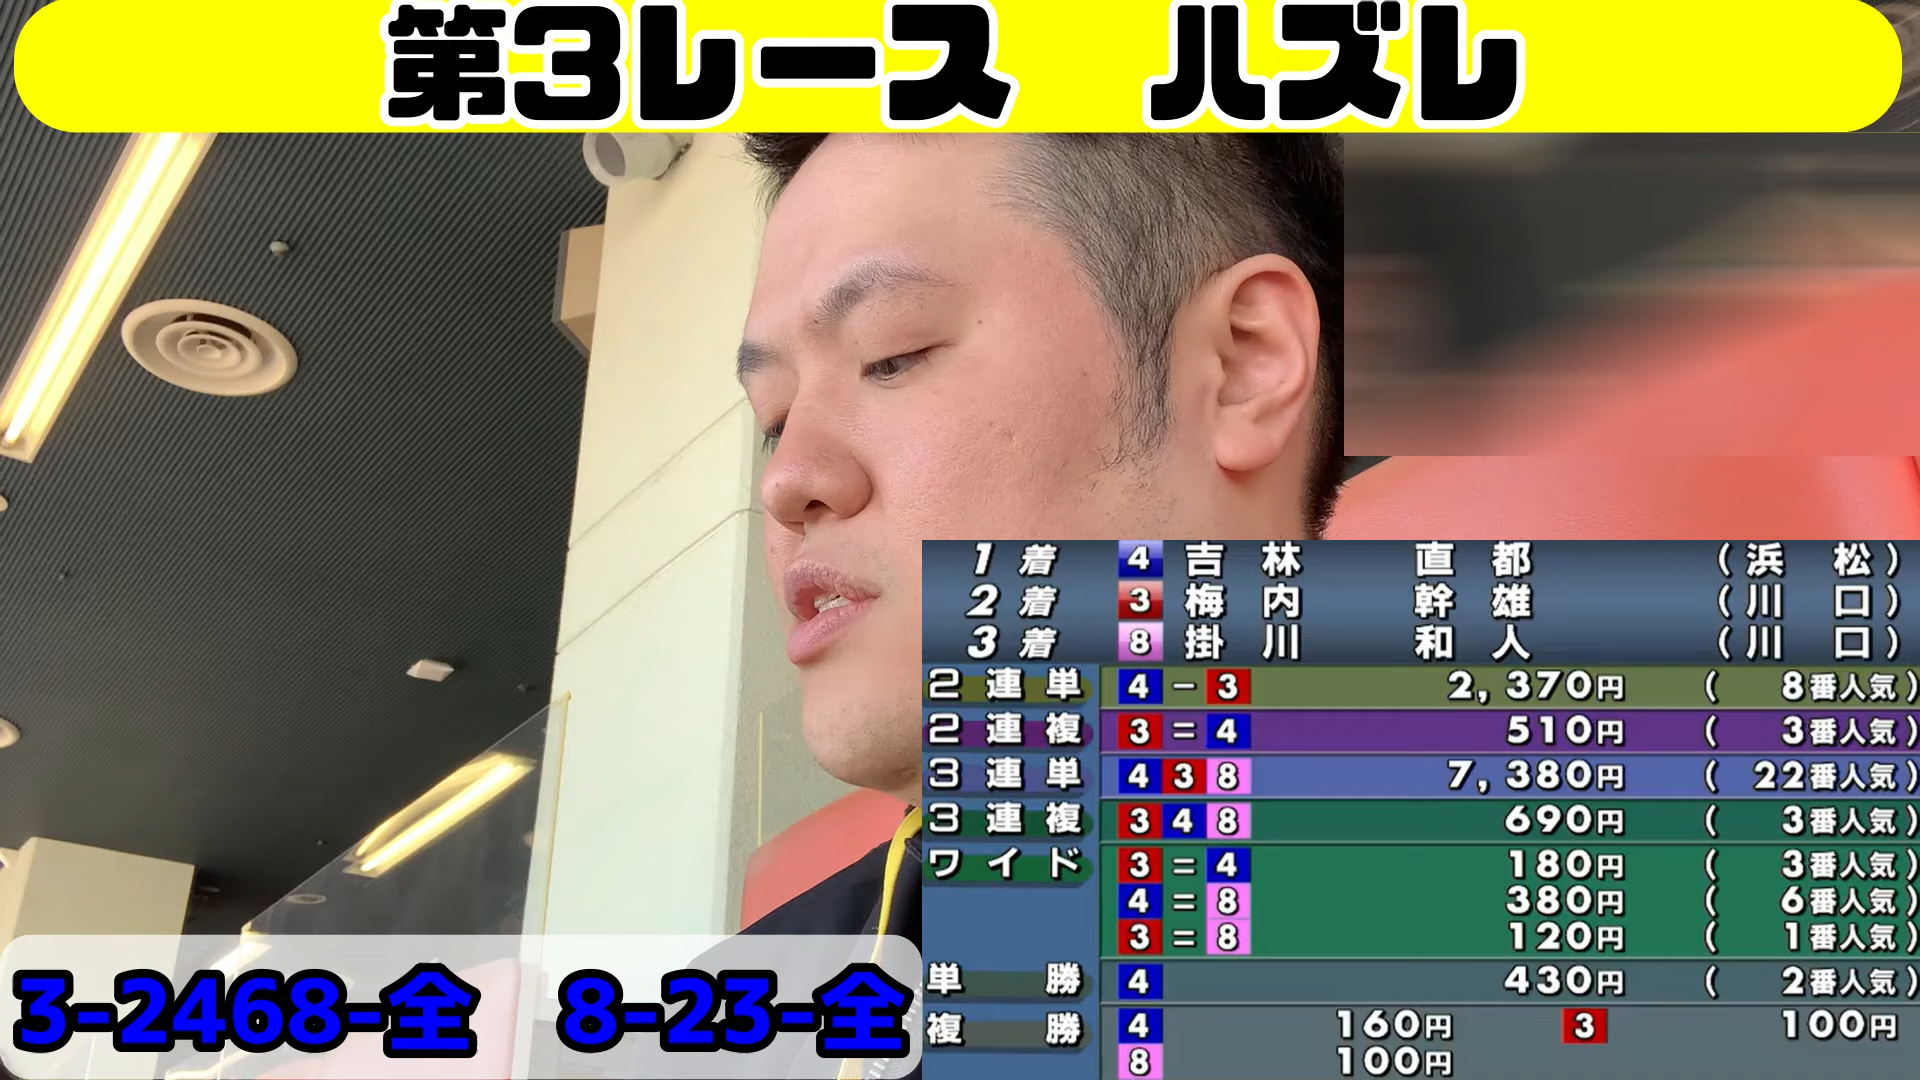 第3レース ハズレ
1着 4 吉林 直都 (浜松)
2着 3 梅内 幹雄 (川口)
3着 8 掛川 和人 (川口)
2連単 4-3 2,370円 (8番人気)
2連複 3=4 510円 (3番人気)
3連単 4 3 8 7,380円 (22番人気)
3連複 3 4 8 690円 (3番人気)
ワイド 3=4 180円 (3番人気)
4=8 380円 (6番人気)
3=8 120円 (1番人気)
単勝 4 430円 (2番人気)
複勝 4 160円 3 100円
8 100円
3-2468-全 8-23-全